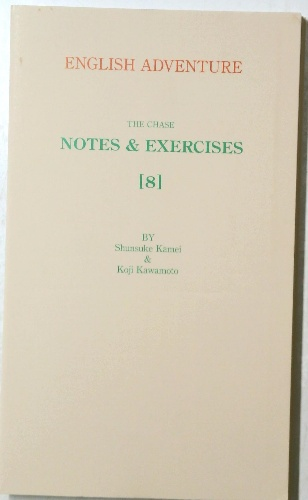 ENGLISH ADVENTURE
THE CHASE
NOTES & EXERCISES
[8]
BY
Shunsuke Kamei
&
Koji Kawamoto